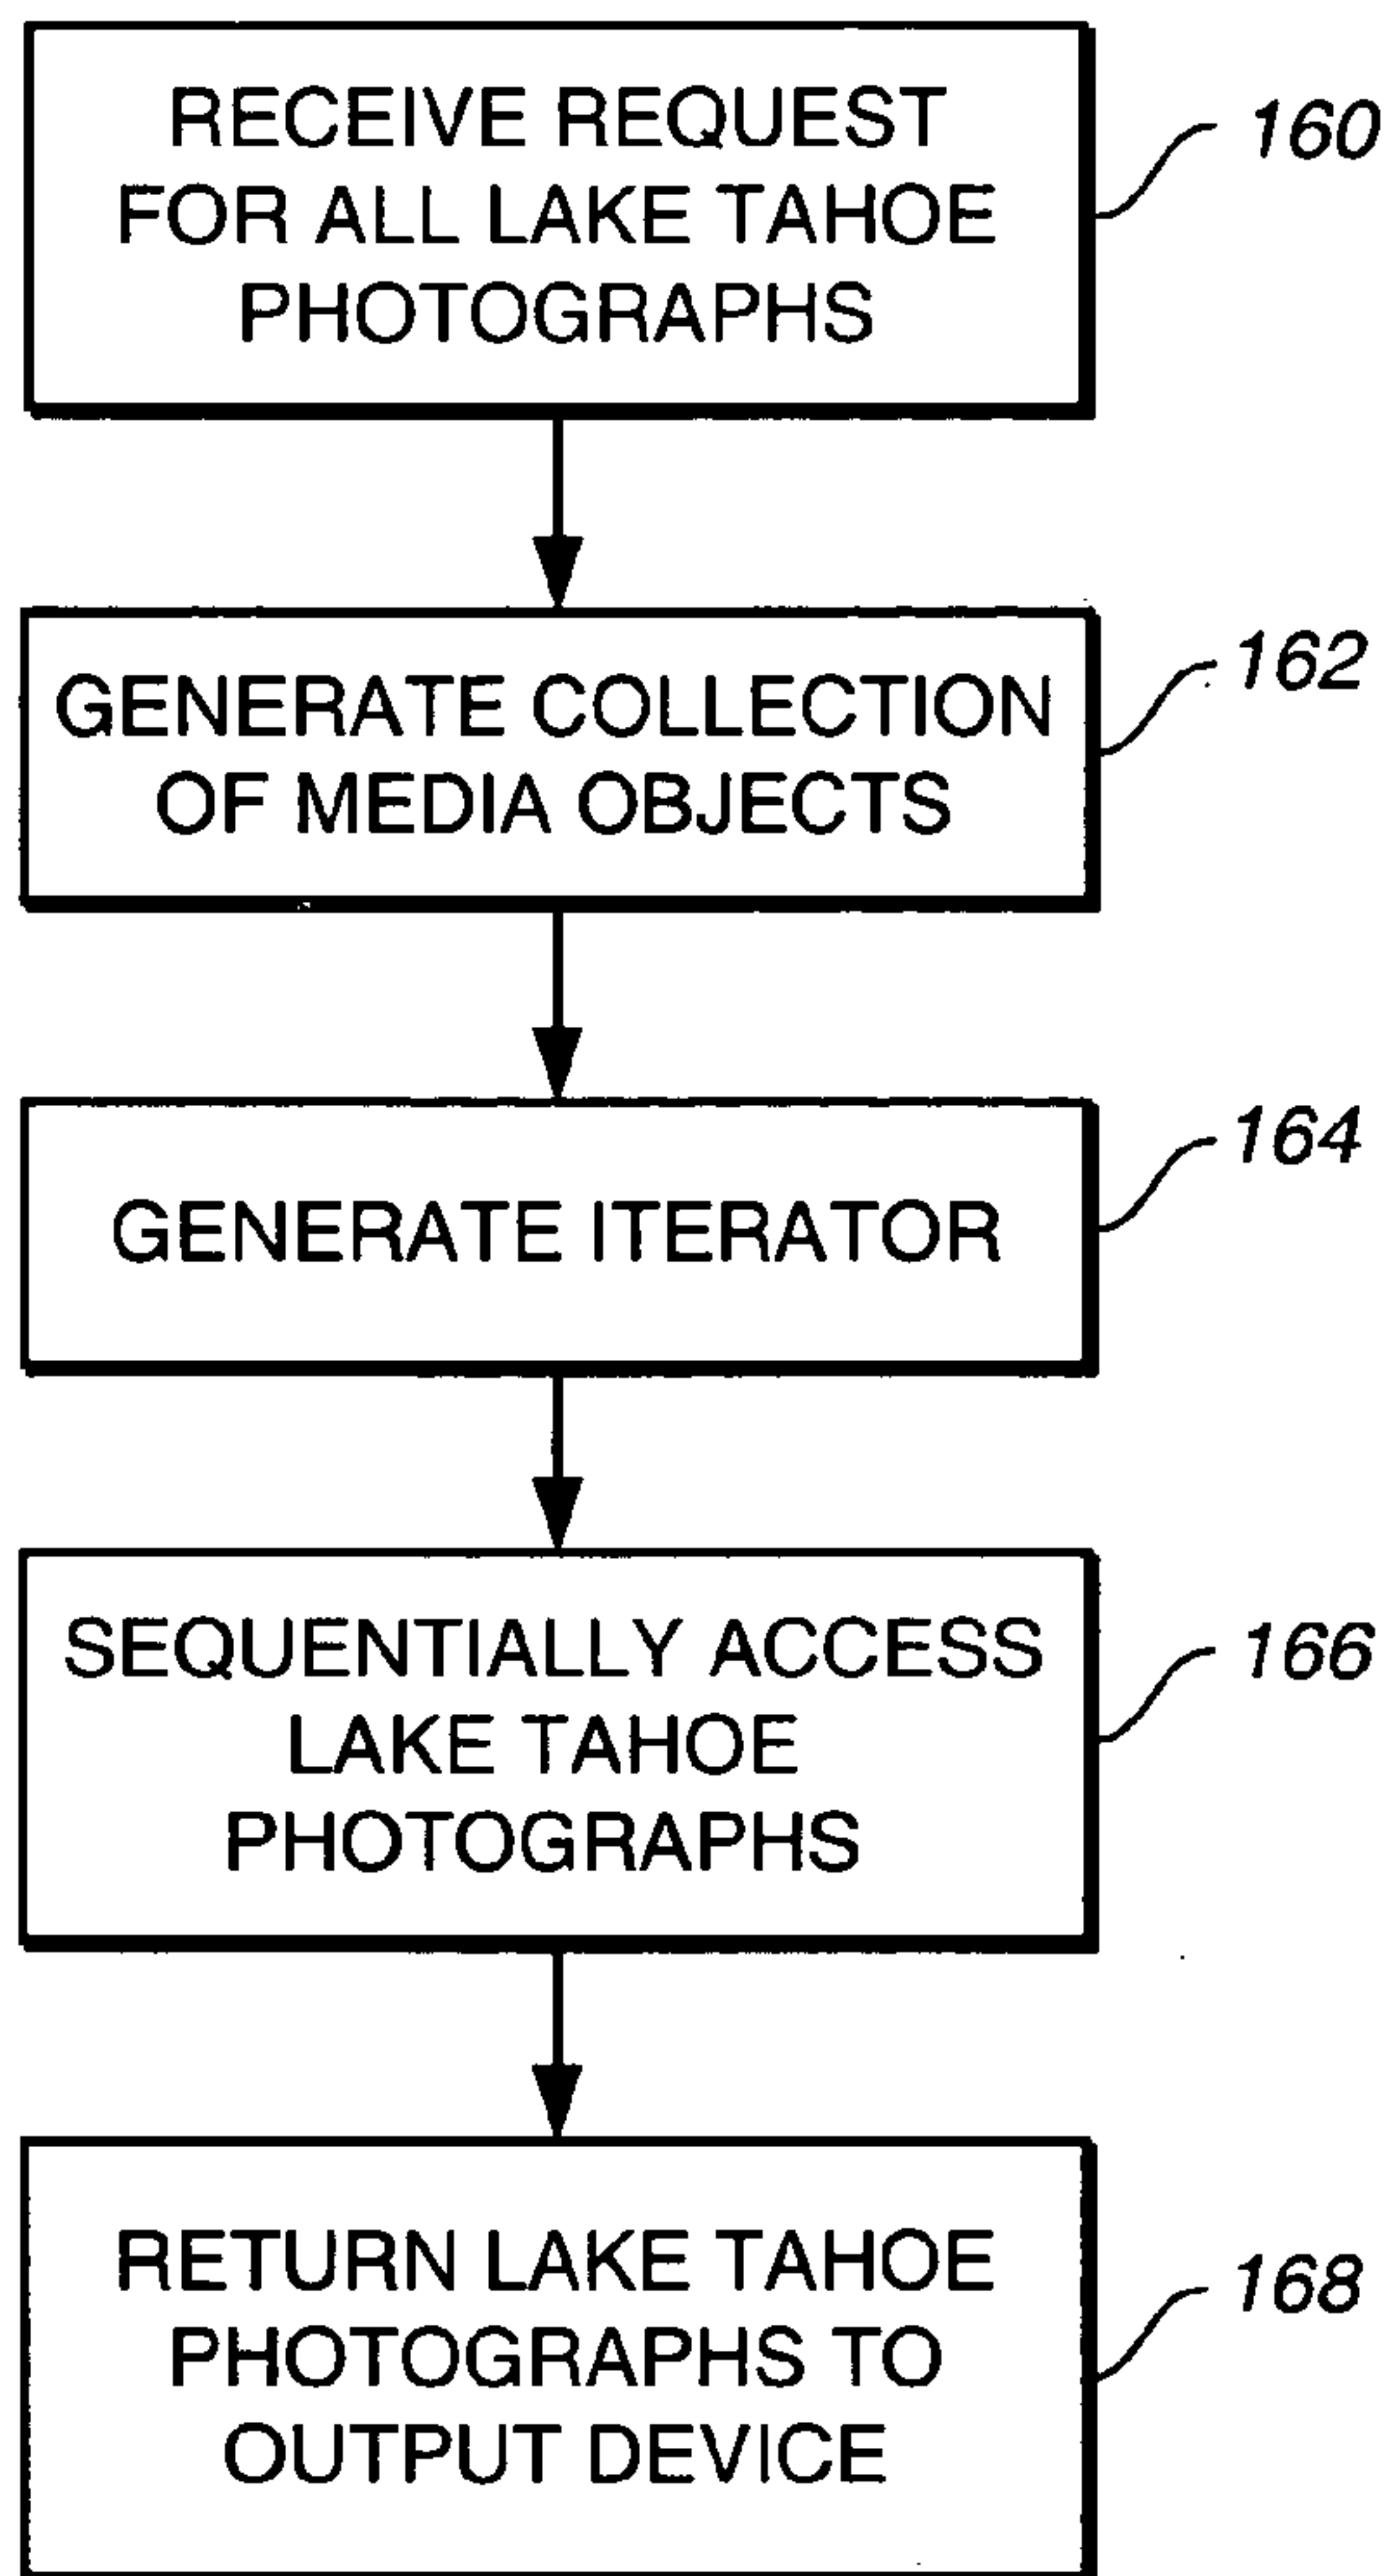 RECEIVE REQUEST
FOR ALL LAKE TAHOE
PHOTOGRAPHS
160
GENERATE COLLECTION
OF MEDIA OBJECTS
162
GENERATE ITERATOR
164
SEQUENTIALLY ACCESS
LAKE TAHOE
PHOTOGRAPHS
166
RETURN LAKE TAHOE
PHOTOGRAPHS TO
OUTPUT DEVICE
168